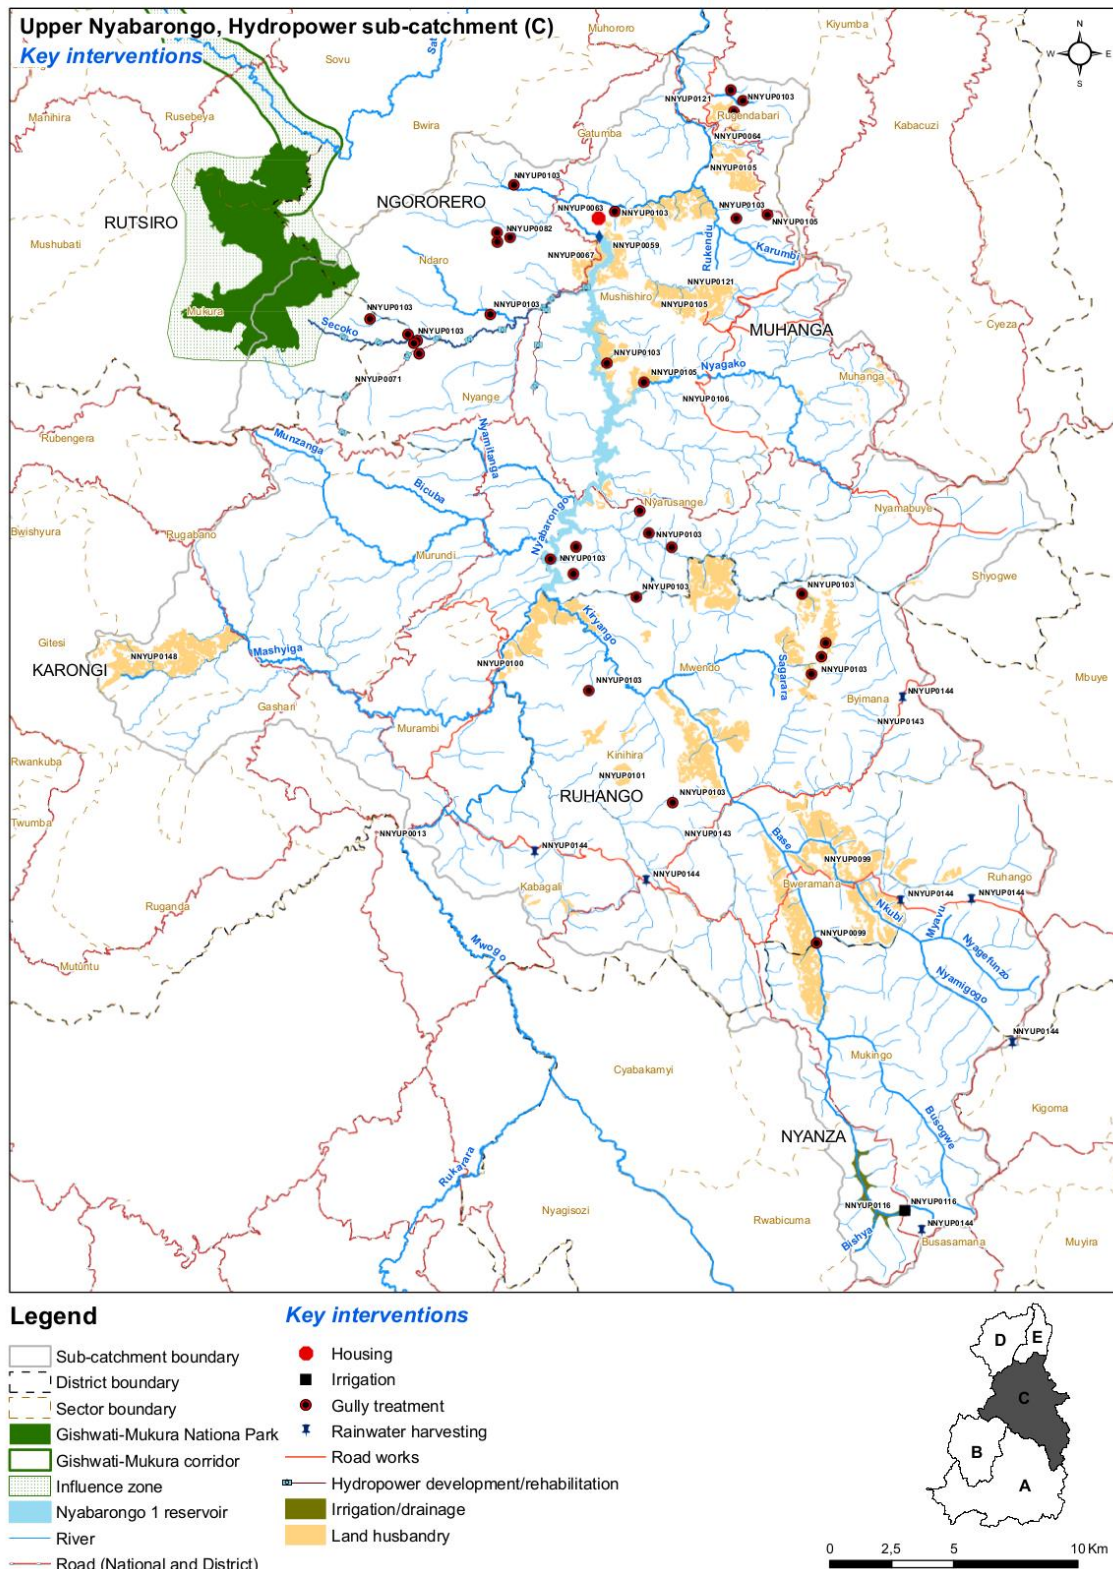 Upper Nyabarongo, Hydropower sub-catchment (C)
Key interventions
Muhororo
Kiyumba
Sovu
Sat
N
W
E
S
NNYUP0121
NNYUP0103
Manihira
Rusebeya
Bwira
Gatumba
Rugendabari
Kabacuzi
NNYUP0064
NNYUP0105
NNYUP0103
NGORORERO
RUTSIRO
NNYUP0063
NNYUP0103
NNYUP0103
NNYUP0105
Mushubati
NNYUP0082
NNYUP0059
Rukendu
Karumbi
NNYUP0067
Ndaro
NNYUP0121
Mushishiro
NNYUP0105
Mukura
NNYUP0103
NNYUP0103
Secoko
NNYUP0103
MUHANGA
Cyeza
NNYUP0103
Nyagako
NNYUP0071
NNYUP0105
Muhanga
Nyange
NNYUP0106
Rubengera
Munzanga
Nyamitanga
Bicuba
Nyarusange
Nyamabuye
Bwishyura
Rugabano
Nyabarongo
NNYUP0103
Murundi
NNYUP0103
Shyogwe
NNYUP0103
NNYUP0103
Kiryango
Gitesi
NNYUP0148
Mashyiga
KARONGI
NNYUP0100
Mwendo
Sagarara
NNYUP0103
Mbuye
NNYUP0103
Byimana
NNYUP0144
Gashari
NNYUP0143
Murambi
Rwankuba
Kinihira
NNYUP0101
RUHANGO
NNYUP0103
Twumba
NNYUP0013
NNYUP0143
Base
NNYUP0144
NNYUP0099
NNYUP0144
Ruhango
Kabagali
Bweramana
NNYUP0144
NNYUP0144
Ruganda
Nkubi
Myavu
NNYUP0099
Mwogo
Nyagefunzo
Mutuntu
Nyamigogo
NNYUP0144
Mukingo
Cyabakamyi
Kigoma
Busogwe
NYANZA
Rukarara
NNYUP0116
NNYUP0116
Nyagisozi
Rwabicuma
NNYUP0144
Bishya
Busasamana
Muyira
Legend
Sub-catchment boundary
District boundary
Sector boundary
Gishwati-Mukura Nationa Park
Gishwati-Mukura corridor
Influence zone
Nyabarongo 1 reservoir
River
Road (National and District)
Key interventions
Housing
Irrigation
Gully treatment
Rainwater harvesting
Road works
Hydropower development/rehabilitation
Irrigation/drainage
Land husbandry
D
E
C
B
A
0
2,5
5
10 Km